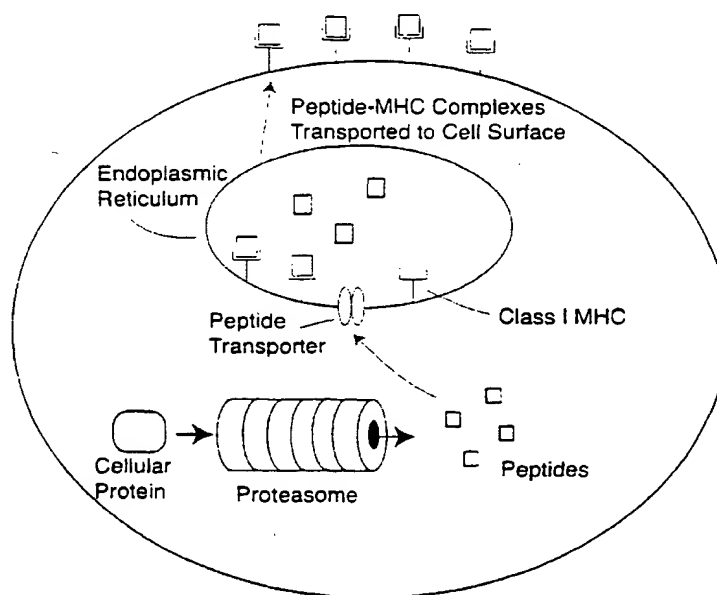 Peptide-MHC Complexes
Transported to Cell Surface
Endoplasmic
Reticulum
Class I MHC
Peptide
Transporter
Cellular
Protein
Proteasome
Peptides